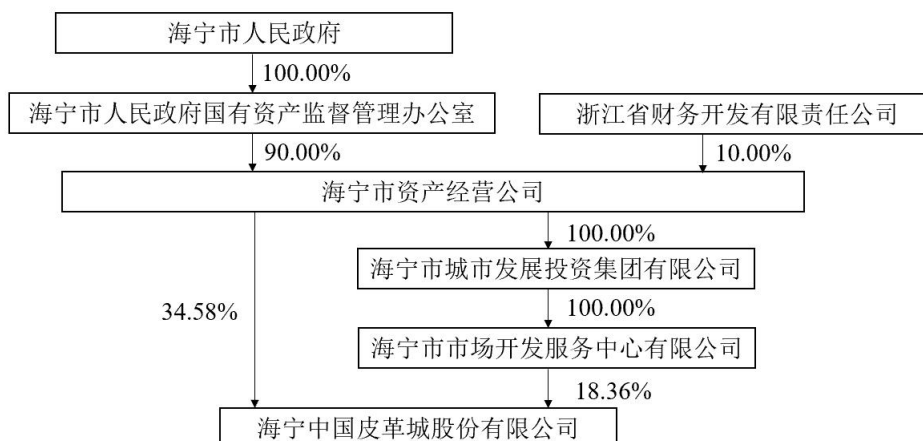 海宁市人民政府
100.00%
海宁市人民政府国有资产监督管理办公室
浙江省财务开发有限责任公司
90.00%
10.00%
海宁市资产经营公司
100.00%
海宁市城市发展投资集团有限公司
34.58%
100.00%
海宁市市场开发服务中心有限公司
18.36%
海宁中国皮革城股份有限公司